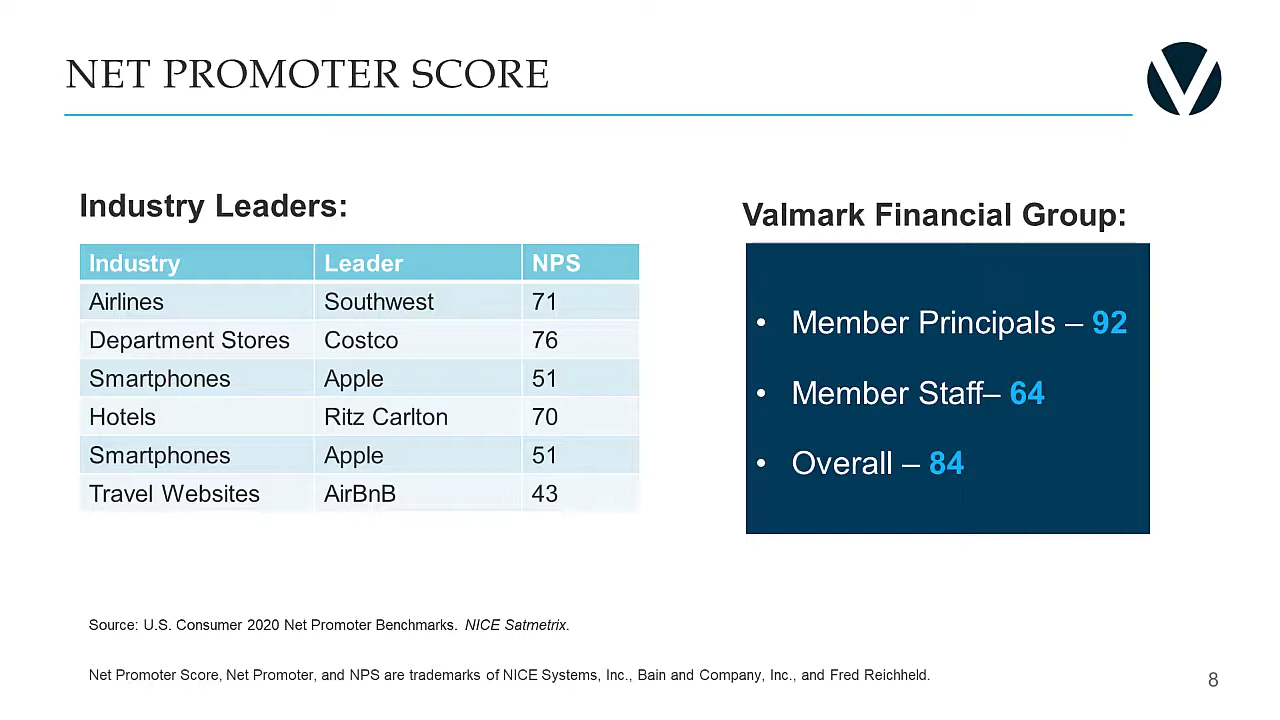 NET PROMOTER SCORE
Industry Leaders:
Industry Leader NPS
Airlines Southwest 71
Department Stores Costco 76
Smartphones Apple 51
Hotels Ritz Carlton 70
Smartphones Apple 51
Travel Websites AirBnB 43
Valmark Financial Group:
• Member Principals – 92
• Member Staff– 64
• Overall – 84
Source: U.S. Consumer 2020 Net Promoter Benchmarks. NICE Satmetrix.
Net Promoter Score, Net Promoter, and NPS are trademarks of NICE Systems, Inc., Bain and Company, Inc., and Fred Reichheld.
8